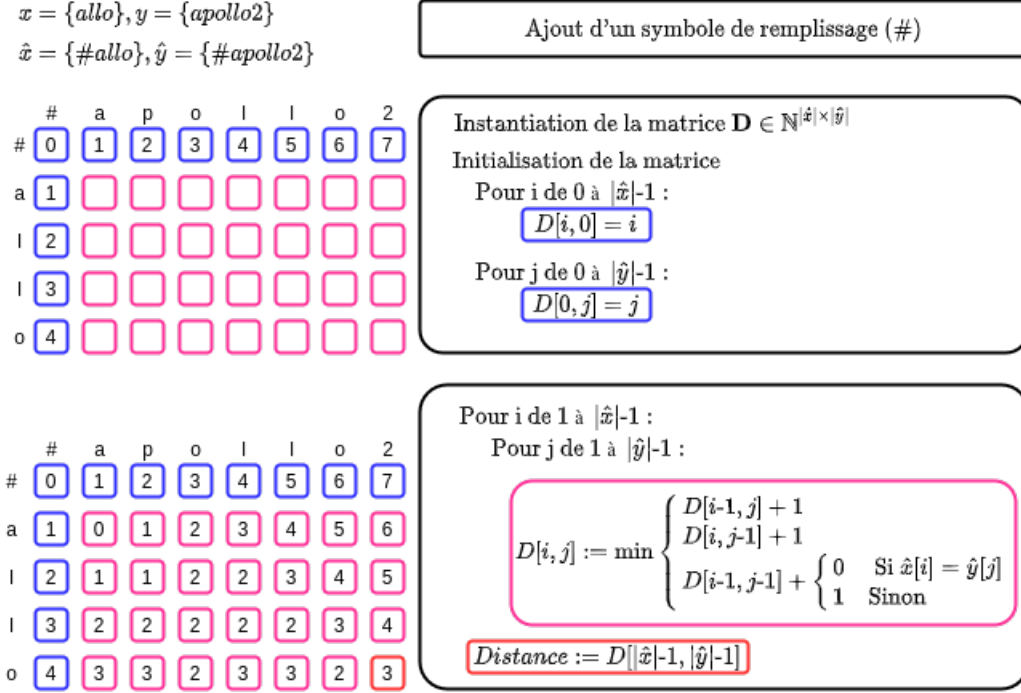 x = {allo}, y = {apollo2}
x̂ = {#allo}, ŷ = {#apollo2}
Ajout d'un symbole de remplissage (#)
# a p o l l o 2
# 0 1 2 3 4 5 6 7
a 1
l 2
l 3
o 4
Instantiation de la matrice D ∈ ℕ^|x̂|×|ŷ|
Initialisation de la matrice
Pour i de 0 à |x̂|-1 :
D[i, 0] = i
Pour j de 0 à |ŷ|-1 :
D[0, j] = j
# a p o l l o 2
# 0 1 2 3 4 5 6 7
a 1 0 1 2 3 4 5 6
l 2 1 1 2 2 3 4 5
l 3 2 2 2 2 2 3 4
o 4 3 3 2 3 3 2 3
Pour i de 1 à |x̂|-1 :
Pour j de 1 à |ŷ|-1 :
D[i, j] := min { D[i-1, j] + 1
D[i, j-1] + 1
D[i-1, j-1] + { 0 Si x̂[i] = ŷ[j]
1 Sinon
Distance := D[|x̂|-1, |ŷ|-1]